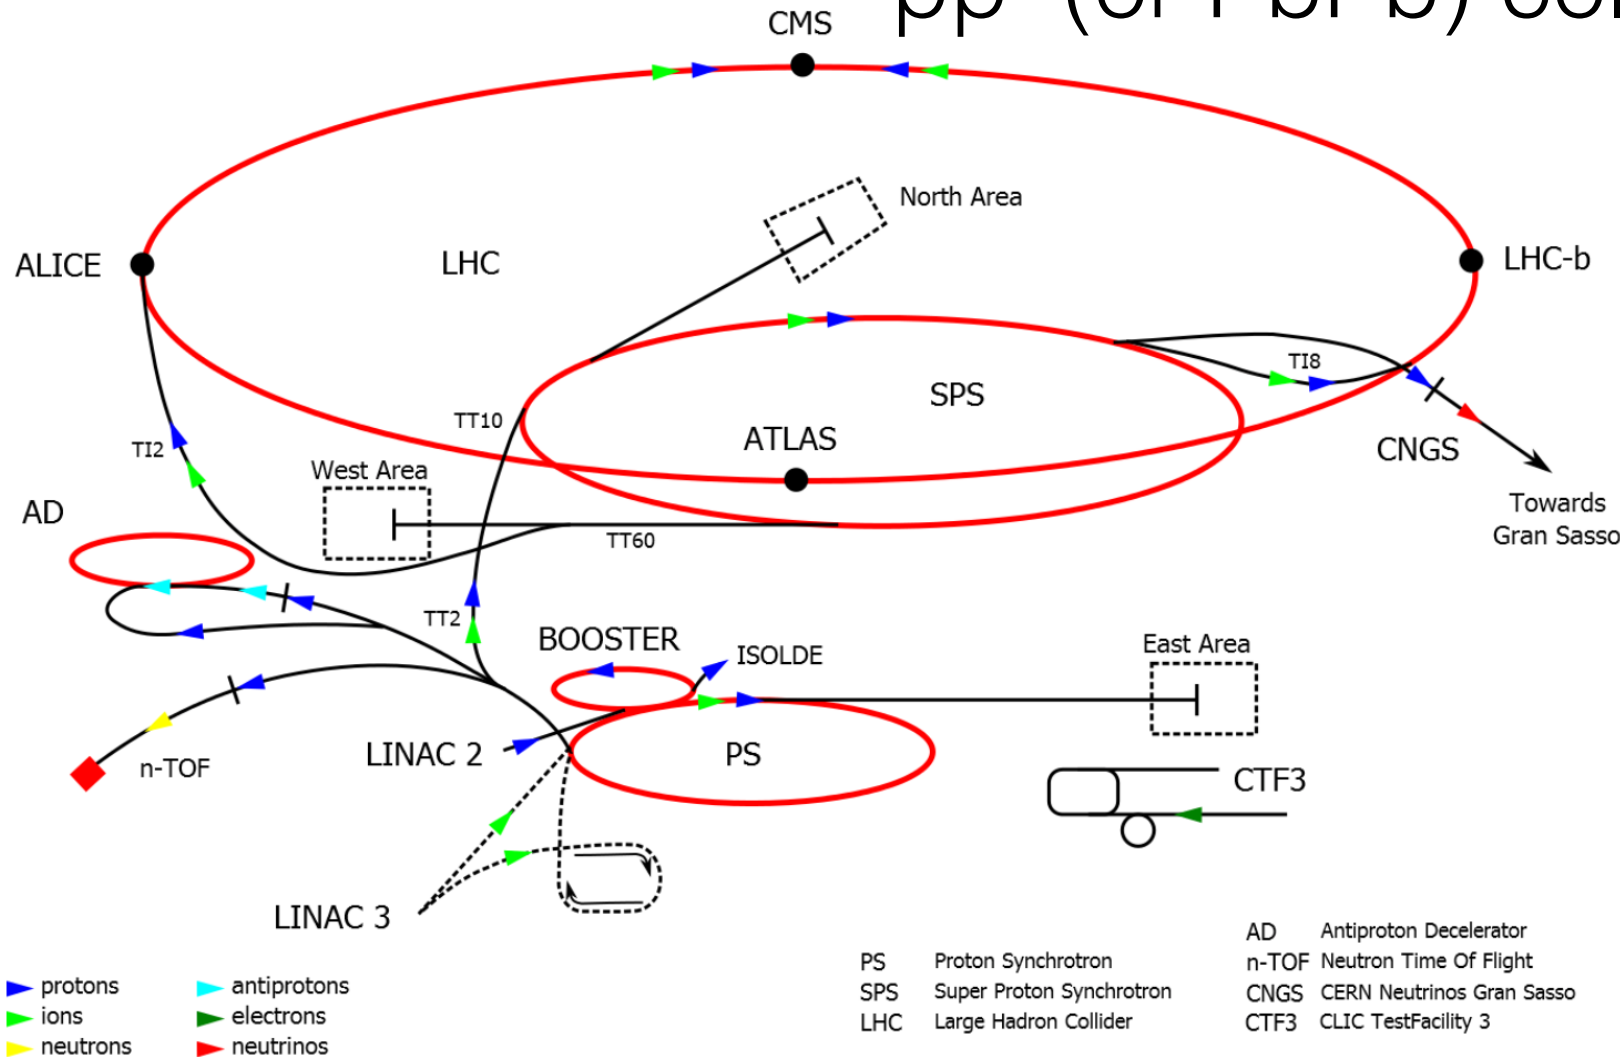 pp (or PbPb)
CMS
North Area
ALICE
LHC
LHC-b
TI8
SPS
TT10
ATLAS
TI2
CNGS
West Area
AD
Towards
Gran Sasso
TT60
TT2
BOOSTER
ISOLDE
East Area
LINAC 2
PS
n-TOF
CTF3
LINAC 3
protons
ions
neutrons
antiprotons
electrons
neutrinos
PS Proton Synchrotron
SPS Super Proton Synchrotron
LHC Large Hadron Collider
AD Antiproton Decelerator
n-TOF Neutron Time Of Flight
CNGS CERN Neutrinos Gran Sasso
CTF3 CLIC TestFacility 3